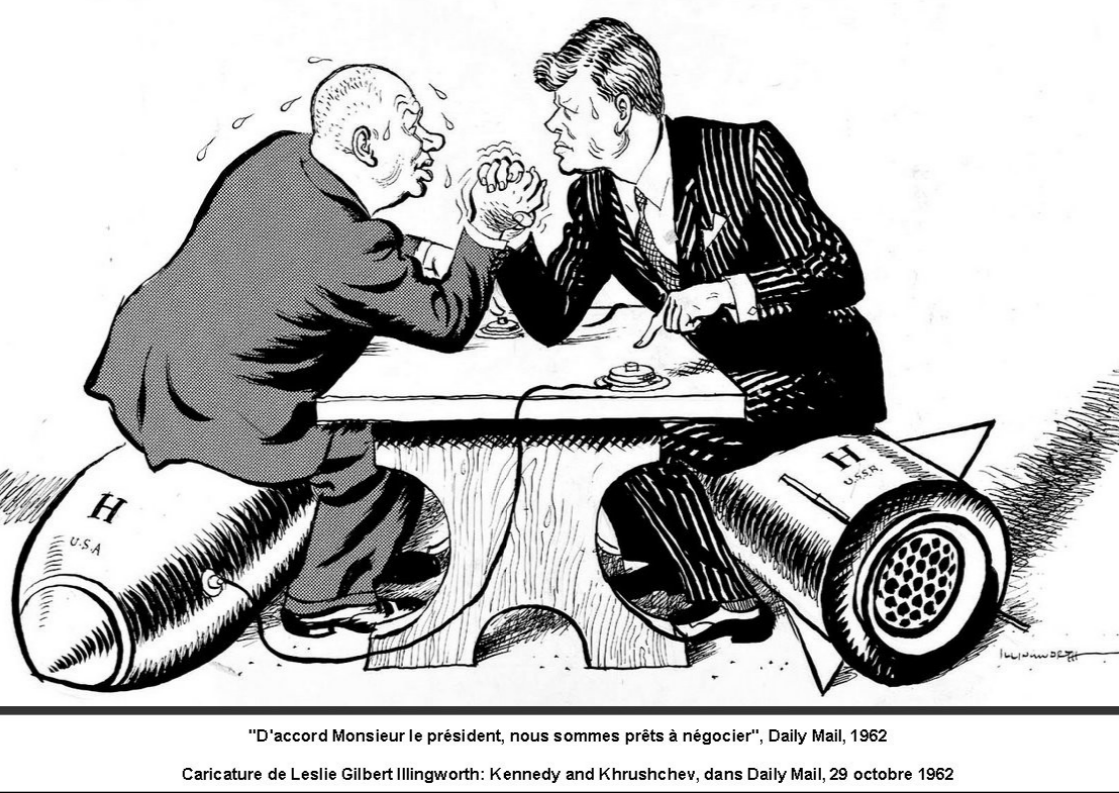 H
U.S.A
H
U.S.S.R.
ILLINGWORTH
"D'accord Monsieur le président, nous sommes prêts à négocier", Daily Mail, 1962
Caricature de Leslie Gilbert Illingworth: Kennedy and Khrushchev, dans Daily Mail, 29 octobre 1962